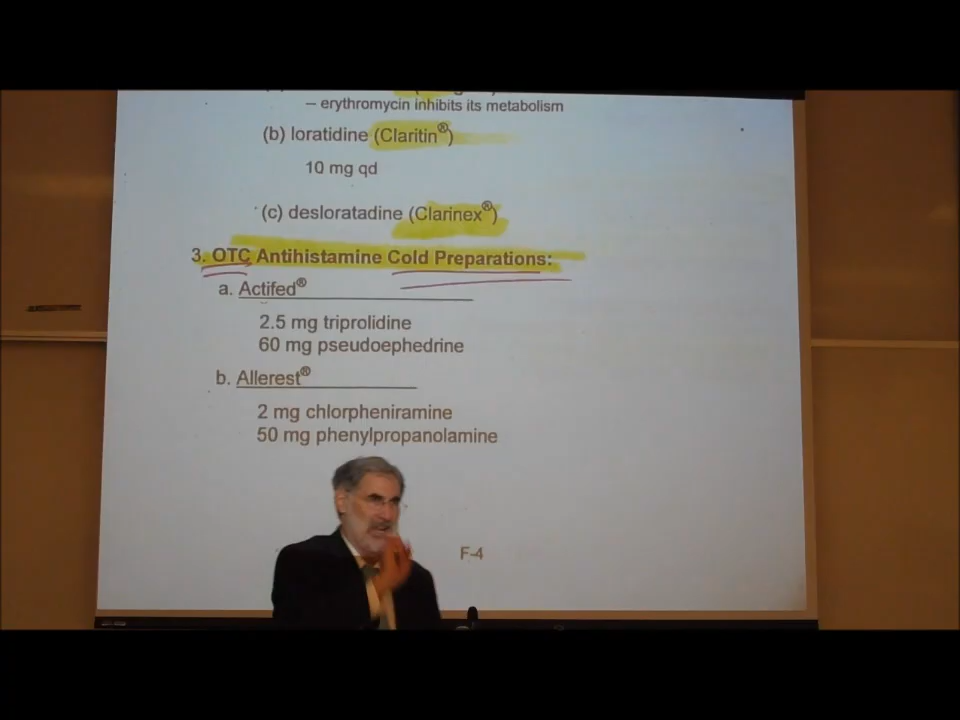 – erythromycin inhibits its metabolism
(b) loratidine (Claritin®)
10 mg qd
(c) desloratadine (Clarinex®)
3. OTC Antihistamine Cold Preparations:
a. Actifed®
2.5 mg triprolidine
60 mg pseudoephedrine
b. Allerest®
2 mg chlorpheniramine
50 mg phenylpropanolamine
F-4